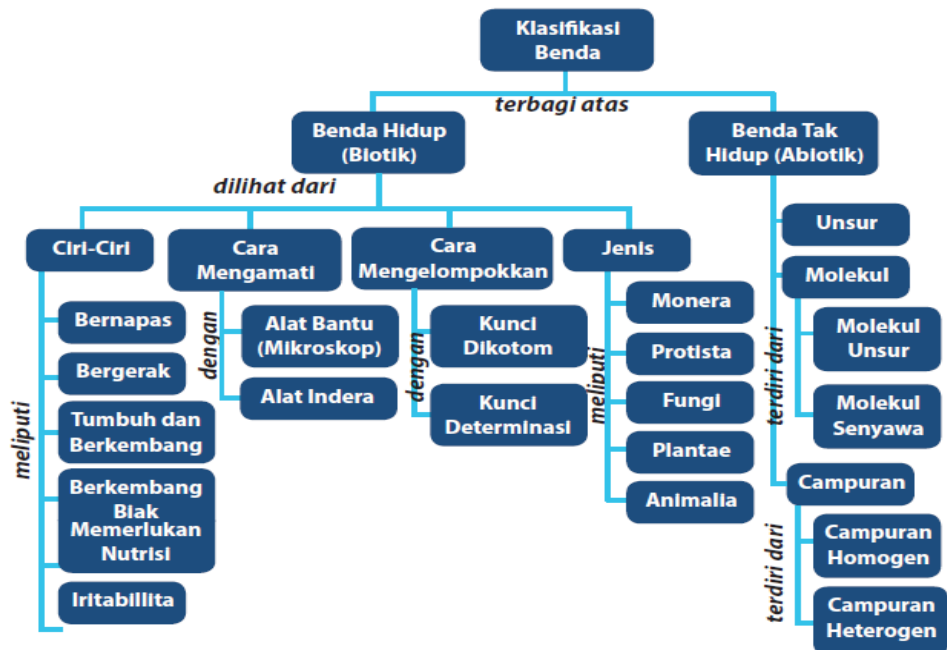 Klasifikasi
Benda
terbagi atas
Benda Hidup
(Biotik)
Benda Tak
Hidup (Abiotik)
dilihat dari
Ciri-Ciri
meliputi
Bernapas
Bergerak
Tumbuh dan
Berkembang
Berkembang
Biak
Memerlukan
Nutrisi
Iritabillita
Cara
Mengamati
dengan
Alat Bantu
(Mikroskop)
Alat Indera
Cara
Mengelompokkan
dengan
Kunci
Dikotom
Kunci
Determinasi
Jenis
meliputi
Monera
Protista
Fungi
Plantae
Animalia
terdiri dari
Unsur
Molekul
Molekul
Unsur
Molekul
Senyawa
Campuran
terdiri dari
Campuran
Homogen
Campuran
Heterogen